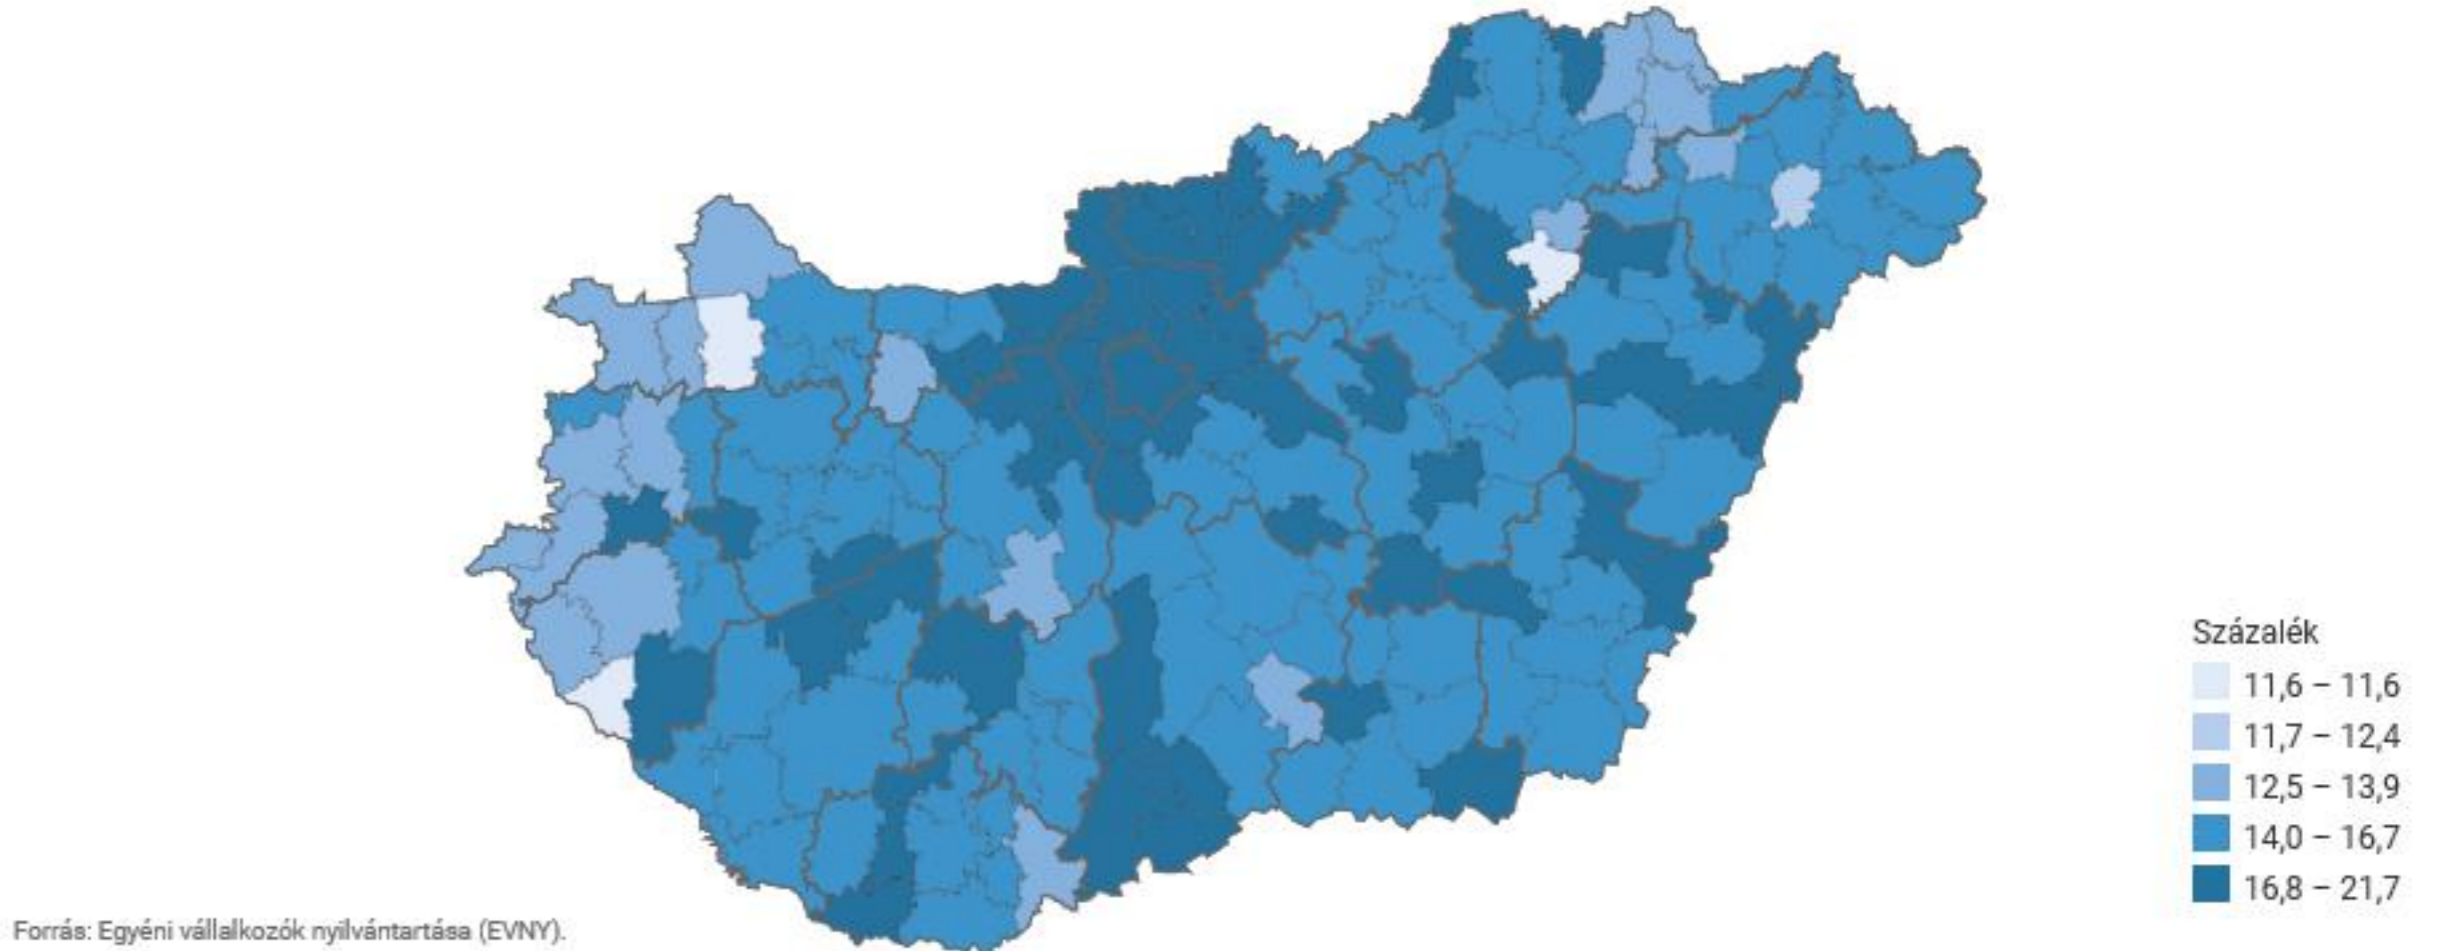 Százalék
11,6 – 11,6
11,7 – 12,4
12,5 – 13,9
14,0 – 16,7
16,8 – 21,7
Forrás: Egyéni vállalkozók nyilvántartása (EVNY).